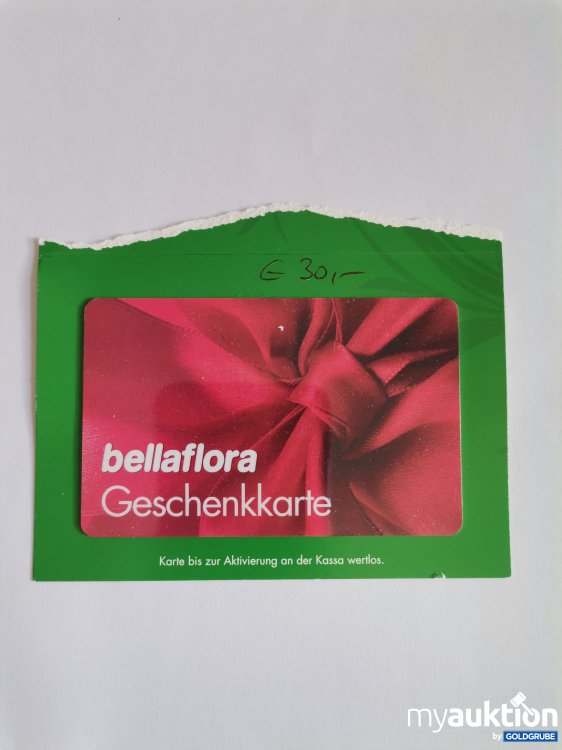 € 30,-
bellaflora
Geschenkkarte
Karte bis zur Aktivierung an der Kassa wertlos.
myauktion
by GOLDGRUBE